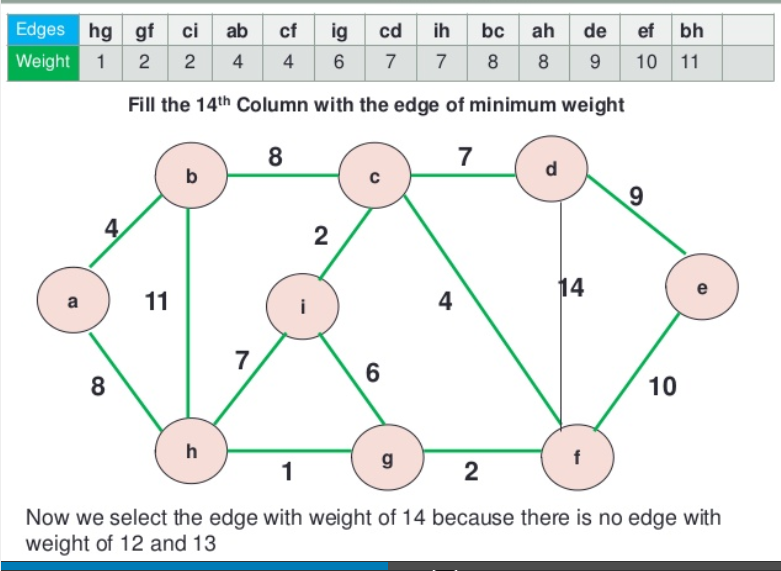 Edges hg gf ci ab cf ig cd ih bc ah de ef bh
Weight 1 2 2 4 4 6 7 7 8 8 9 10 11
Fill the 14th Column with the edge of minimum weight
8 7
b c d
9
4 2
11 14
a i 4 e
7 6
8 10
h g f
1 2
Now we select the edge with weight of 14 because there is no edge with
weight of 12 and 13